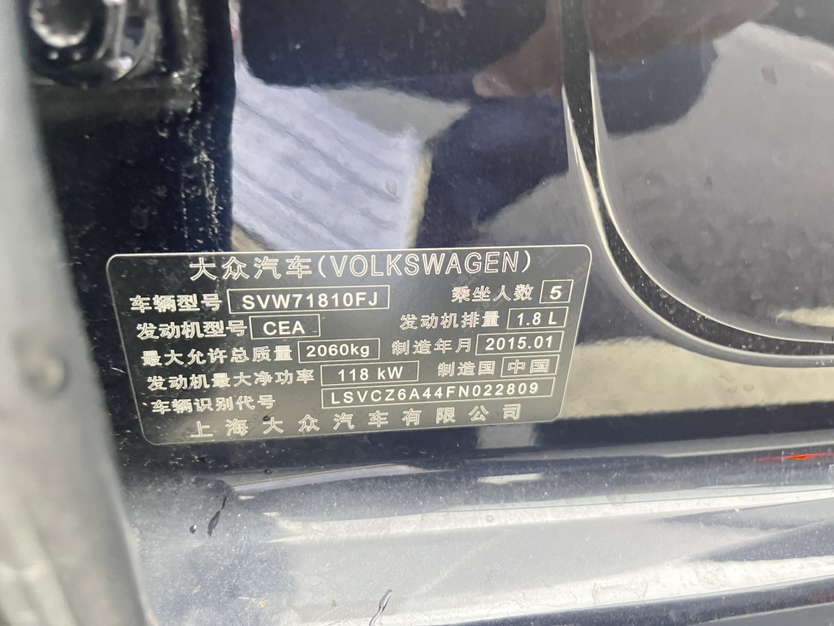 大众汽车(VOLKSWAGEN)
车辆型号 SVW71810FJ 乘坐人数 5
发动机型号 CEA 发动机排量 1.8 L
最大允许总质量 2060kg 制造年月 2015.01
发动机最大净功率 118 kW 制造国 中国
车辆识别代号 LSVCZ6A44FN022809
上海大众汽车有限公司